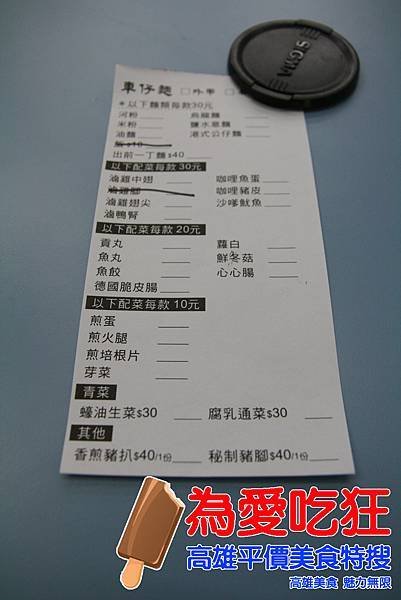 SIGMA
車仔麵 □外帶
*以下麵類每款30元
河粉 烏龍麵
米粉 鹽水意麵
油麵 港式公仔麵
出前一丁麵$40
以下配菜每款 30元
滷雞中翅 咖哩魚蛋
滷雞腳 咖哩豬皮
滷雞翅尖 沙嗲魷魚
滷鴨腎
以下配菜每款 20元
貢丸 蘿白
魚丸 鮮冬菇
魚餃 心心腸
德國脆皮腸
以下配菜每款 10元
煎蛋
煎火腿
煎培根片
芽菜
青菜
蠔油生菜$30 腐乳通菜$30
其他
香煎豬扒$40/1份 秘制豬腳$40/1份
為愛吃狂
高雄平價美食特搜
高雄美食 魅力無限